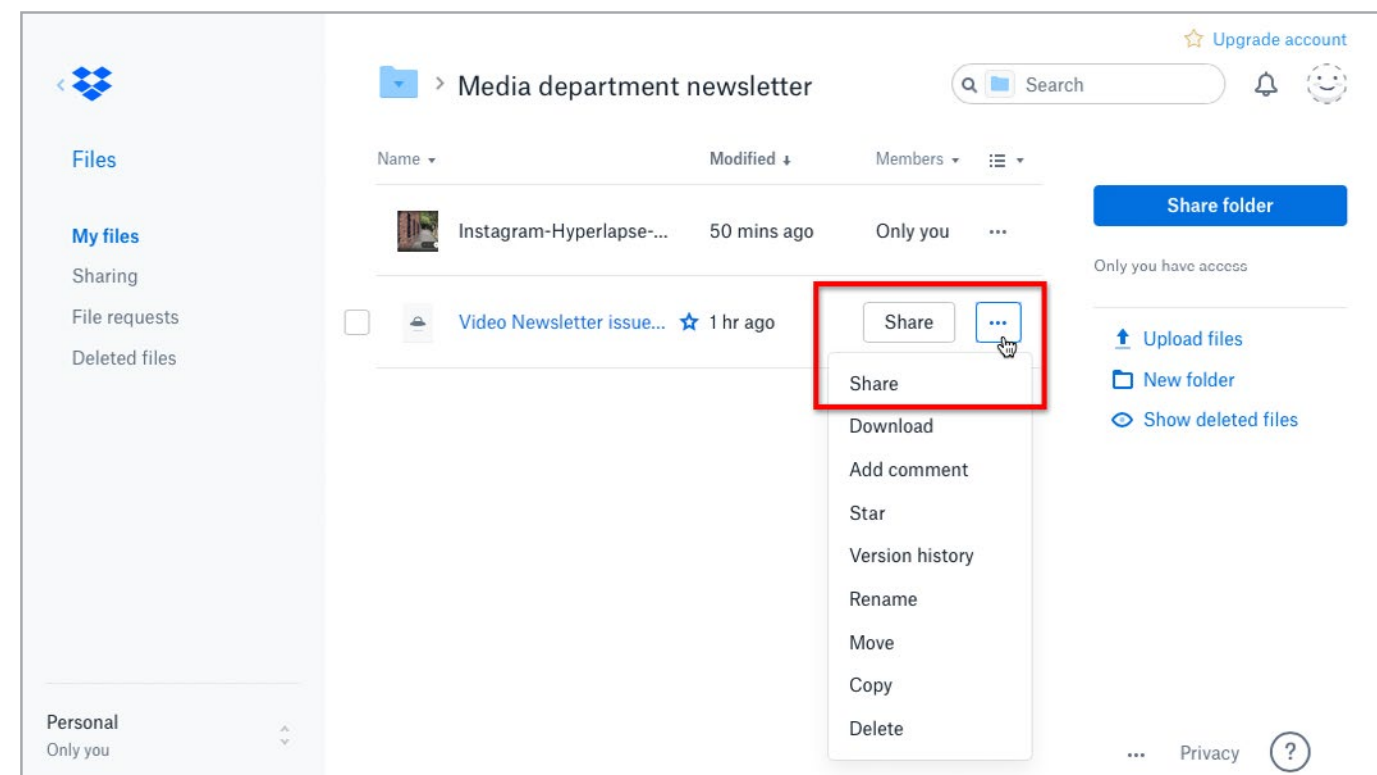 Upgrade account
Media department newsletter
Search
Files
Name
Modified
Members
My files
Sharing
File requests
Deleted files
Instagram-Hyperlapse-...
50 mins ago
Only you
...
Video Newsletter issue...
1 hr ago
Share
...
Share
Download
Add comment
Star
Version history
Rename
Move
Copy
Delete
Share folder
Only you have access
Upload files
New folder
Show deleted files
Personal
Only you
...
Privacy
?